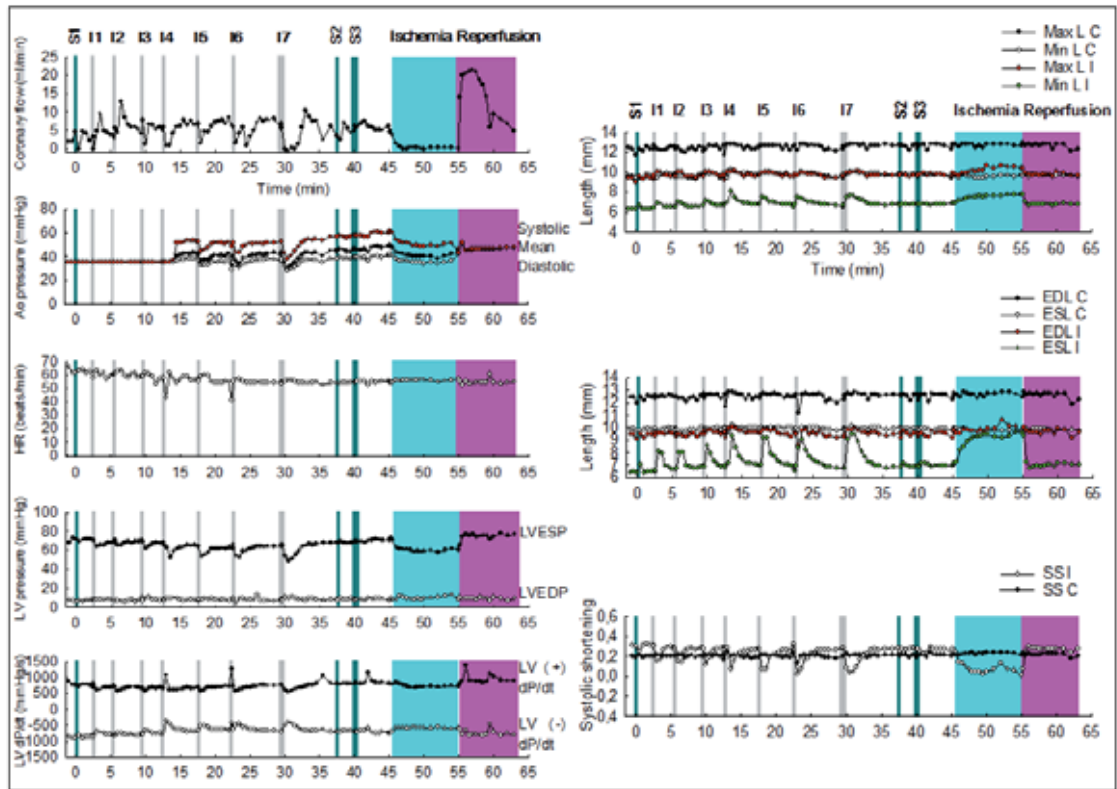 S1 I1 I2 I3 I4 I5 I6 I7 S2 S3 Ischemia Reperfusion
Coronary flow(ml/min)
25
20
15
10
5
0
0 5 10 15 20 25 30 35 40 45 50 55 60 65
Time (min)
Ao pressure (mmHg)
80
60
40
20
0
Systolic
Mean
Diastolic
0 5 10 15 20 25 30 35 40 45 50 55 60 65
HR (beats/min)
70
60
50
40
30
20
10
0
0 5 10 15 20 25 30 35 40 45 50 55 60 65
LV pressure (mmHg)
100
80
60
40
20
0
LVESP
LVEDP
0 5 10 15 20 25 30 35 40 45 50 55 60 65
LV dP/dt (mmHg/s)
1500
1000
500
0
-500
-1000
1500
LV (+)
dP/dt
LV (-)
dP/dt
0 5 10 15 20 25 30 35 40 45 50 55 60 65
Max L C
Min L C
Max L I
Min L I
S1 I1 I2 I3 I4 I5 I6 I7 S2 S3 Ischemia Reperfusion
Length (mm)
14
12
10
8
6
4
0 5 10 15 20 25 30 35 40 45 50 55 60 65
Time (min)
EDL C
ESL C
EDL I
ESL I
Length (mm)
14
13
12
10
9
8
7
6
0 5 10 15 20 25 30 35 40 45 50 55 60 65
SS I
SS C
Systolic shortening
0,6
0,4
0,2
0,0
-0,4
0 5 10 15 20 25 30 35 40 45 50 55 60 65